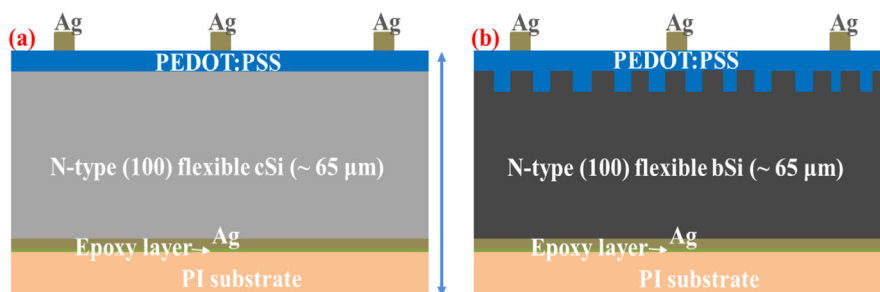 (a)
Ag
Ag
Ag
PEDOT:PSS
N-type (100) flexible cSi (~ 65 μm)
Ag
Epoxy layer
PI substrate
(b)
Ag
Ag
Ag
PEDOT:PSS
N-type (100) flexible bSi (~ 65 μm)
Ag
Epoxy layer
PI substrate